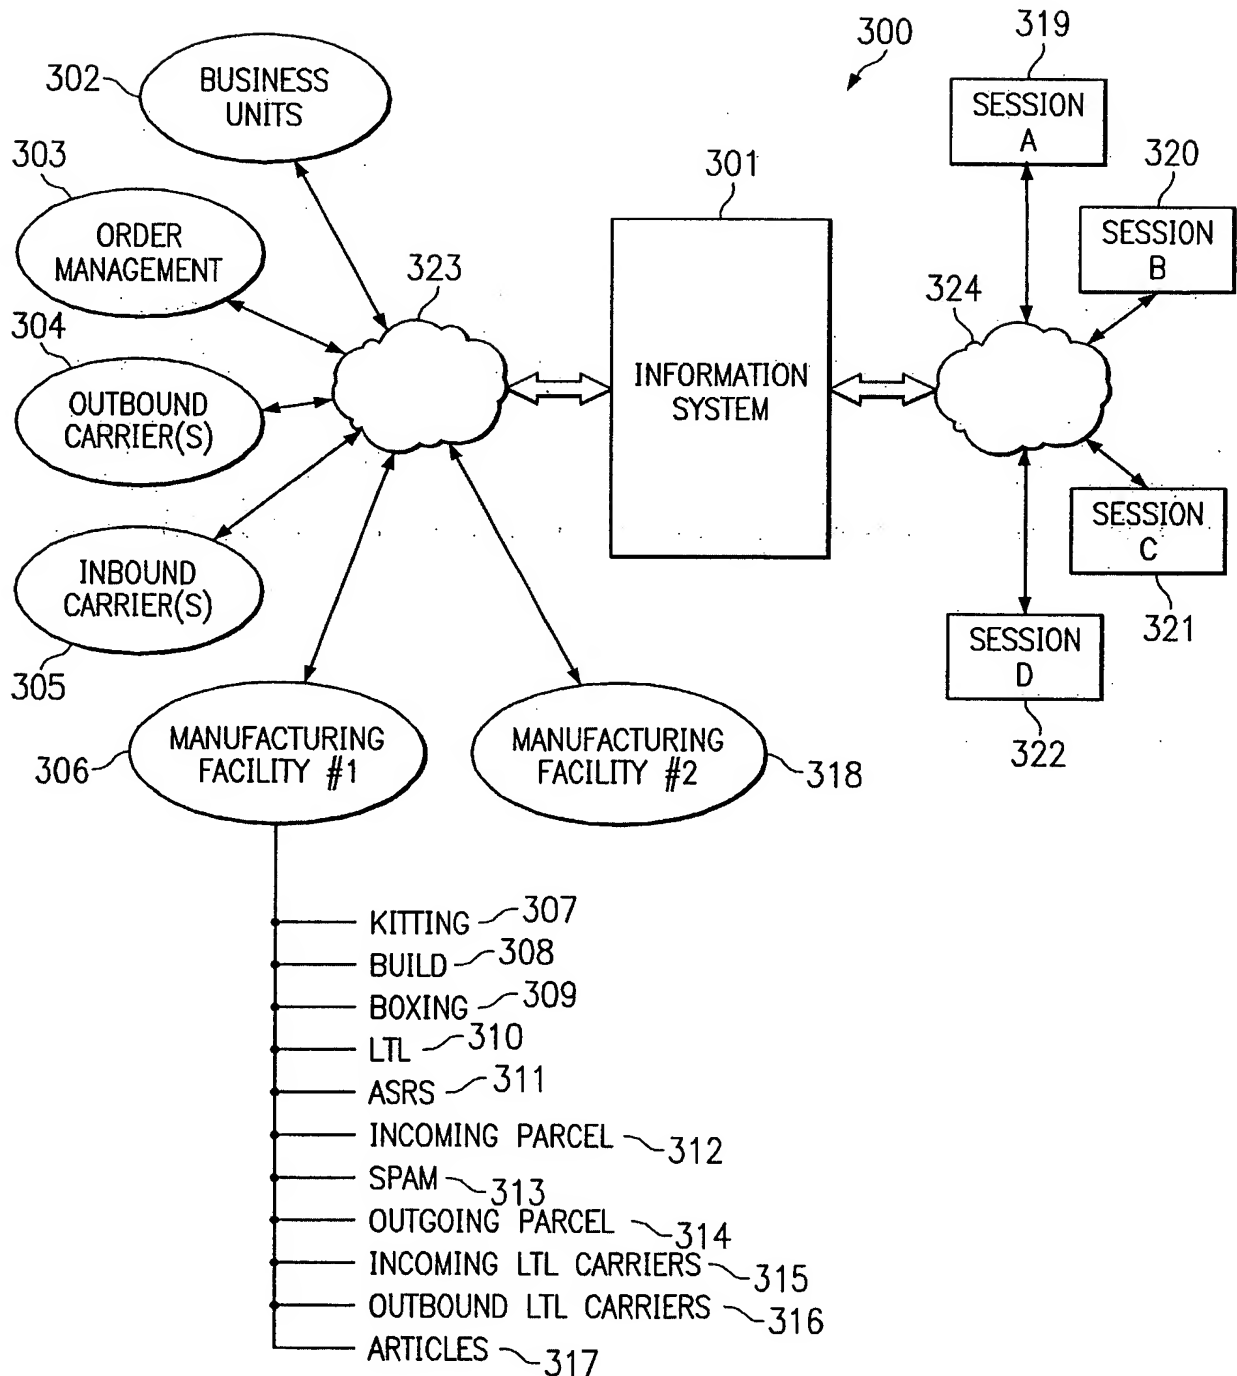 300
319
SESSION
A
302
BUSINESS
UNITS
303
ORDER
MANAGEMENT
301
320
SESSION
B
323
324
304
OUTBOUND
CARRIER(S)
INFORMATION
SYSTEM
SESSION
C
321
INBOUND
CARRIER(S)
305
SESSION
D
322
306
MANUFACTURING
FACILITY #1
MANUFACTURING
FACILITY #2
318
KITTING 307
BUILD 308
BOXING 309
LTL 310
ASRS 311
INCOMING PARCEL 312
SPAM 313
OUTGOING PARCEL 314
INCOMING LTL CARRIERS 315
OUTBOUND LTL CARRIERS 316
ARTICLES 317